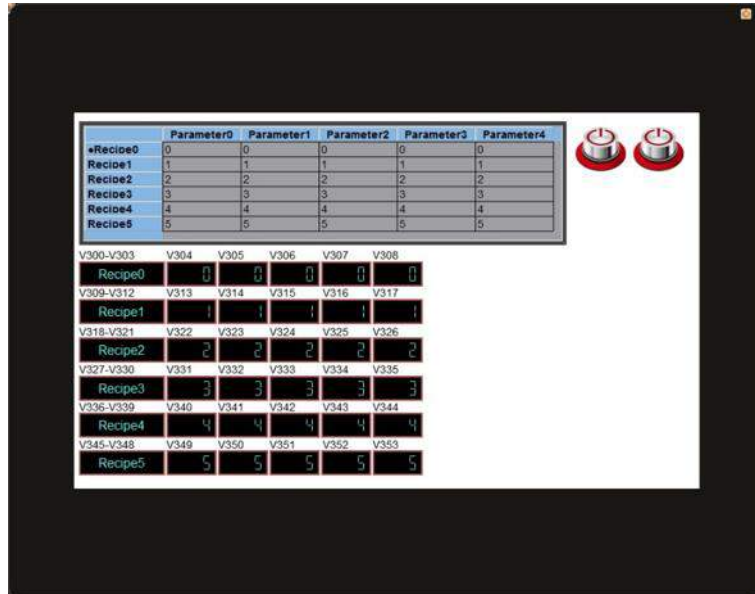 Parameter0 Parameter1 Parameter2 Parameter3 Parameter4
•Recipe0 0 0 0 0 0
Recipe1 1 1 1 1 1
Recipe2 2 2 2 2 2
Recipe3 3 3 3 3 3
Recipe4 4 4 4 4 4
Recipe5 5 5 5 5 5
V300-V303 V304 V305 V306 V307 V308
Recipe0 0 0 0 0 0
V309-V312 V313 V314 V315 V316 V317
Recipe1 1 1 1 1 1
V318-V321 V322 V323 V324 V325 V326
Recipe2 2 2 2 2 2
V327-V330 V331 V332 V333 V334 V335
Recipe3 3 3 3 3 3
V336-V339 V340 V341 V342 V343 V344
Recipe4 4 4 4 4 4
V345-V348 V349 V350 V351 V352 V353
Recipe5 5 5 5 5 5